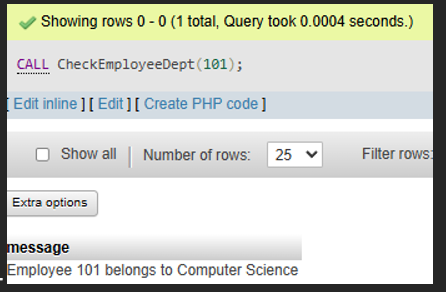 Showing rows 0 - 0 (1 total, Query took 0.0004 seconds.)
CALL CheckEmployeeDept(101);
[ Edit inline ] [ Edit ] [ Create PHP code ]
Show all | Number of rows: 25 Filter rows:
Extra options
message
Employee 101 belongs to Computer Science